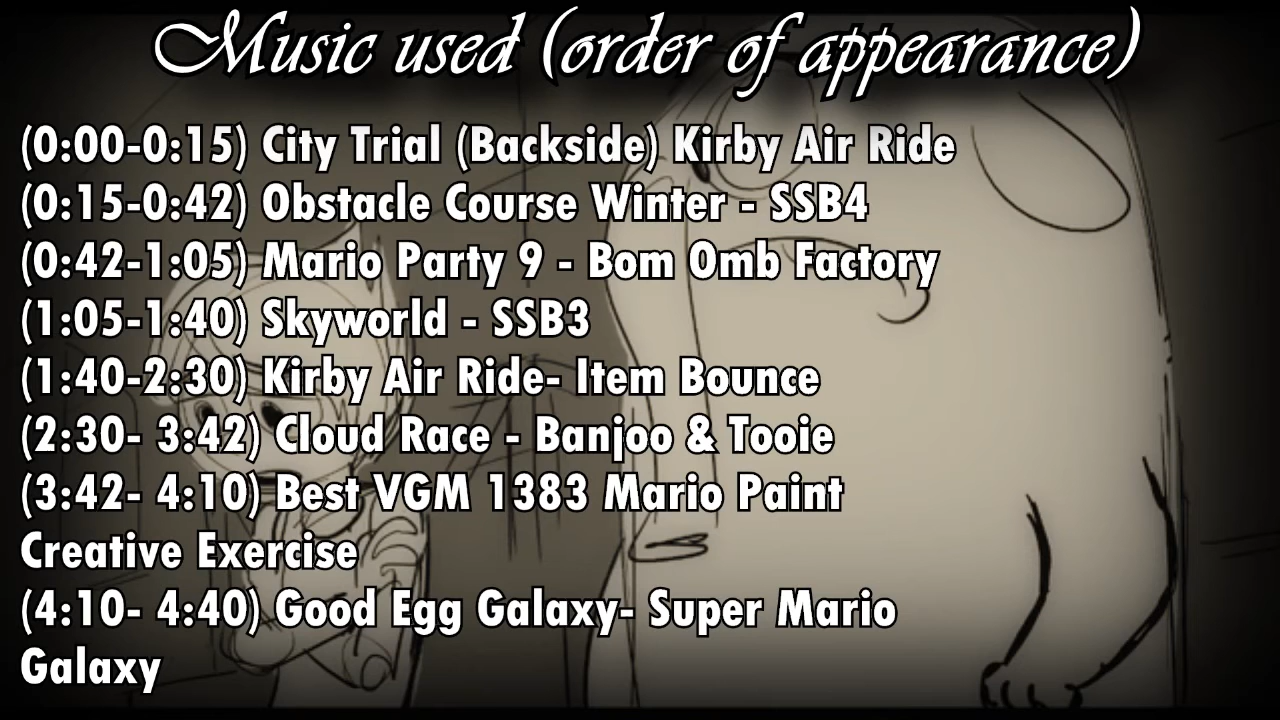 Music used (order of appearance)
(0:00-0:15) City Trial (Backside) Kirby Air Ride
(0:15-0:42) Obstacle Course Winter - SSB4
(0:42-1:05) Mario Party 9 - Bom Omb Factory
(1:05-1:40) Skyworld - SSB3
(1:40-2:30) Kirby Air Ride- Item Bounce
(2:30- 3:42) Cloud Race - Banjoo & Tooie
(3:42- 4:10) Best VGM 1383 Mario Paint
Creative Exercise
(4:10- 4:40) Good Egg Galaxy- Super Mario
Galaxy